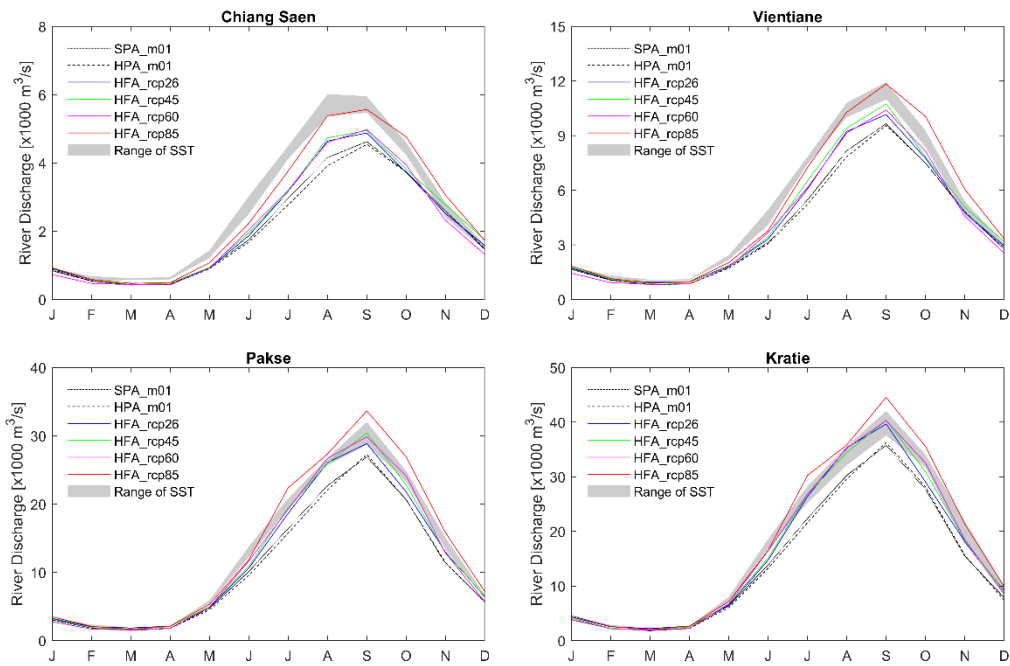 Chiang Saen
River Discharge [x1000 m³/s]
8
6
4
2
0
SPA_m01
HPA_m01
HFA_rcp26
HFA_rcp45
HFA_rcp60
HFA_rcp85
Range of SST
J F M A M J J A S O N D
Vientiane
River Discharge [x1000 m³/s]
15
12
9
6
3
0
SPA_m01
HPA_m01
HFA_rcp26
HFA_rcp45
HFA_rcp60
HFA_rcp85
Range of SST
J F M A M J J A S O N D
Pakse
River Discharge [x1000 m³/s]
40
30
20
10
0
SPA_m01
HPA_m01
HFA_rcp26
HFA_rcp45
HFA_rcp60
HFA_rcp85
Range of SST
J F M A M J J A S O N D
Kratie
River Discharge [x1000 m³/s]
50
40
30
20
10
0
SPA_m01
HPA_m01
HFA_rcp26
HFA_rcp45
HFA_rcp60
HFA_rcp85
Range of SST
J F M A M J J A S O N D